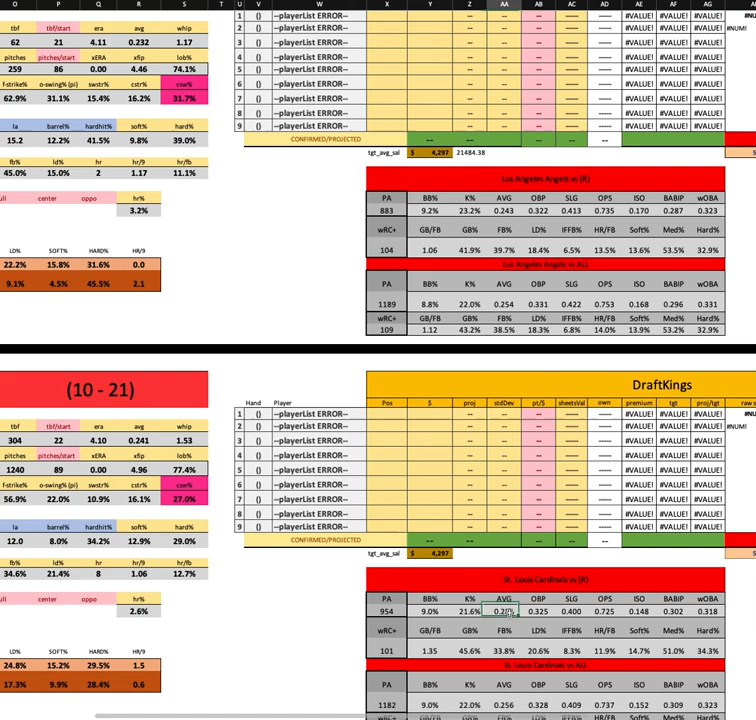 O P Q R S T U V W X Y Z AA AB AC AD AE AF AG
tbf tbf/start era avg whip 1 () --playerList ERROR-- -- -- -- ----- ----- #VALUE! #VALUE! #VALUE!
62 21 4.11 0.232 1.17 2 () --playerList ERROR-- -- -- -- ----- ----- #VALUE! #VALUE! #VALUE! #NUM!
pitches pitches/start xERA xfip lob% 3 () --playerList ERROR-- -- -- -- ----- ----- #VALUE! #VALUE! #VALUE!
259 86 0.00 4.46 74.1% 4 () --playerList ERROR-- -- -- -- ----- ----- #VALUE! #VALUE! #VALUE!
5 () --playerList ERROR-- -- -- -- ----- ----- #VALUE! #VALUE! #VALUE!
f-strike% o-swing% (pi) swstr% cstr% csw% 6 () --playerList ERROR-- -- -- -- ----- ----- #VALUE! #VALUE! #VALUE!
62.9% 31.1% 15.4% 16.2% 31.7% 7 () --playerList ERROR-- -- -- -- ----- ----- #VALUE! #VALUE! #VALUE!
8 () --playerList ERROR-- -- -- -- ----- ----- #VALUE! #VALUE! #VALUE!
la barrel% hardhit% soft% hard% 9 () --playerList ERROR-- -- -- -- ----- ----- #VALUE! #VALUE! #VALUE!
15.2 12.2% 41.5% 9.8% 39.0% CONFIRMED/PROJECTED -- -- --
tgt_avg_sal $ 4,297 21484.38
fb% ld% hr hr/9 hr/fb
45.0% 15.0% 2 1.17 11.1% Los Angeles Angels vs (R)
center oppo hr% PA BB% K% AVG OBP SLG OPS ISO BABIP wOBA
3.2% 883 9.2% 23.2% 0.243 0.322 0.413 0.735 0.170 0.287 0.323
wRC+ GB/FB GB% FB% LD% IFFB% HR/FB Soft% Med% Hard%
LD% SOFT% HARD% HR/9 104 1.06 41.9% 39.7% 18.4% 6.5% 13.5% 13.6% 53.5% 32.9%
22.2% 15.8% 31.6% 0.0 Los Angeles Angels vs ALL
9.1% 4.5% 45.5% 2.1 PA BB% K% AVG OBP SLG OPS ISO BABIP wOBA
1189 8.8% 22.0% 0.254 0.331 0.422 0.753 0.168 0.296 0.331
wRC+ GB/FB GB% FB% LD% IFFB% HR/FB Soft% Med% Hard%
109 1.12 43.2% 38.5% 18.3% 6.8% 14.0% 13.9% 53.2% 32.9%
(10 - 21) DraftKings
Hand Player Pos $ proj stdDev pt/$ sheetsVal own premium tgt proj/tgt raw
1 () --playerList ERROR-- -- -- -- ----- ----- #VALUE! #VALUE! #VALUE!
tbf tbf/start era avg whip 2 () --playerList ERROR-- -- -- -- ----- ----- #VALUE! #VALUE! #VALUE! #NUM!
304 22 4.10 0.241 1.53 3 () --playerList ERROR-- -- -- -- ----- ----- #VALUE! #VALUE! #VALUE!
pitches pitches/start xERA xfip lob% 4 () --playerList ERROR-- -- -- -- ----- ----- #VALUE! #VALUE! #VALUE!
1240 89 0.00 4.96 77.4% 5 () --playerList ERROR-- -- -- -- ----- ----- #VALUE! #VALUE! #VALUE!
f-strike% o-swing% (pi) swstr% cstr% csw% 6 () --playerList ERROR-- -- -- -- ----- ----- #VALUE! #VALUE! #VALUE!
56.9% 22.0% 10.9% 16.1% 27.0% 7 () --playerList ERROR-- -- -- -- ----- ----- #VALUE! #VALUE! #VALUE!
8 () --playerList ERROR-- -- -- -- ----- ----- #VALUE! #VALUE! #VALUE!
la barrel% hardhit% soft% hard% 9 () --playerList ERROR-- -- -- -- ----- ----- #VALUE! #VALUE! #VALUE!
12.0 8.0% 34.2% 12.9% 29.0% CONFIRMED/PROJECTED -- -- --
tgt_avg_sal $ 4,297
fb% ld% hr hr/9 hr/fb
34.6% 21.4% 8 1.06 12.7% St. Louis Cardinals vs (R)
center oppo hr% PA BB% K% AVG OBP SLG OPS ISO BABIP wOBA
2.6% 954 9.0% 21.6% 0.325 0.400 0.725 0.148 0.302 0.318
wRC+ GB/FB GB% FB% LD% IFFB% HR/FB Soft% Med% Hard%
LD% SOFT% HARD% HR/9 101 1.35 45.6% 33.8% 20.6% 8.3% 11.9% 14.7% 51.0% 34.3%
24.8% 15.2% 29.5% 1.5 St. Louis Cardinals vs ALL
17.3% 9.9% 28.4% 0.6 PA BB% K% AVG OBP SLG OPS ISO BABIP wOBA
1182 9.0% 22.0% 0.256 0.328 0.409 0.737 0.152 0.309 0.323